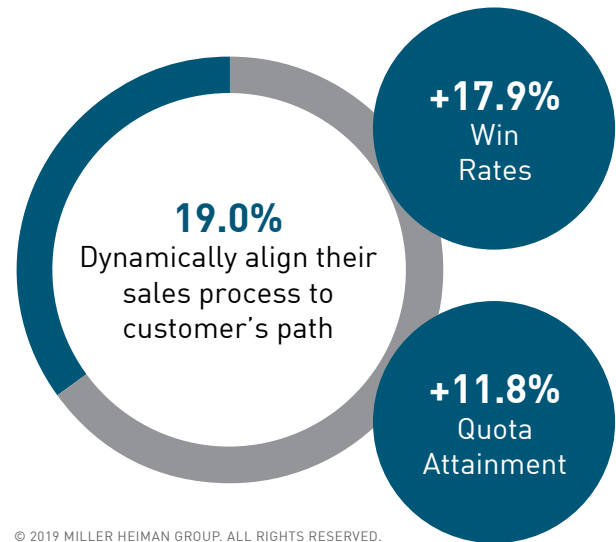 19.0%
Dynamically align their
sales process to
customer’s path
+17.9%
Win
Rates
+11.8%
Quota
Attainment
© 2019 MILLER HEIMAN GROUP. ALL RIGHTS RESERVED.